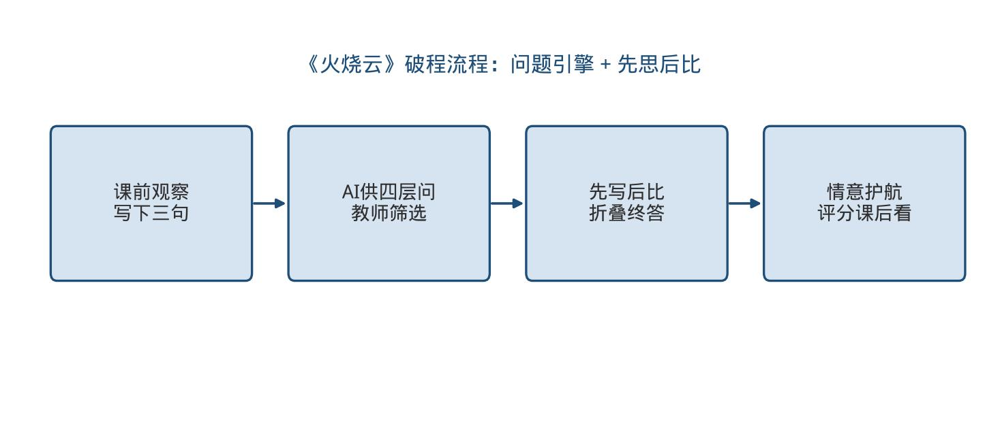 《火烧云》破程流程：问题引擎 + 先思后比
课前观察
写下三句
AI供四层问
教师筛选
先写后比
折叠终答
情意护航
评分课后看